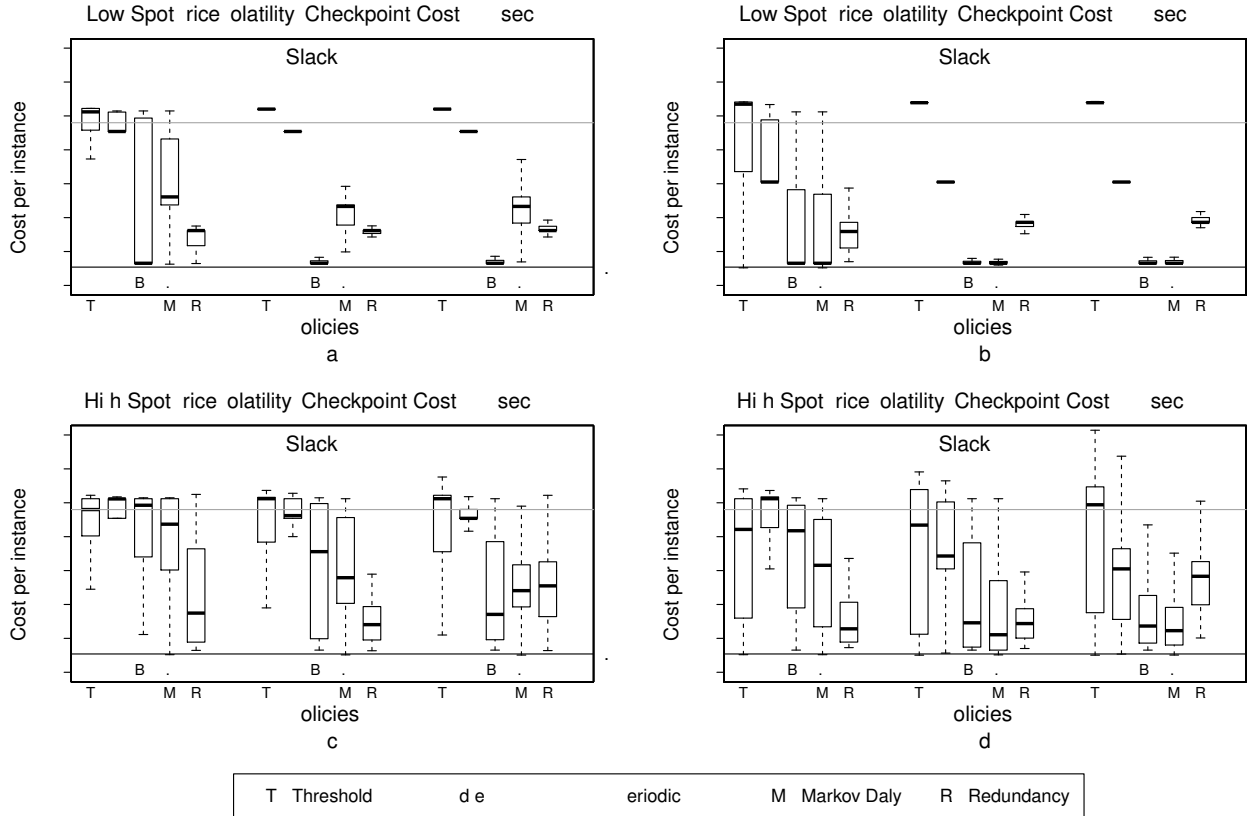 Low Spot rice olatility Checkpoint Cost sec
Slack
Cost per instance
B .
T M R B . M R T B . M R
T
olicies
a
.
Low Spot rice olatility Checkpoint Cost sec
Slack
Cost per instance
B .
T M R T B . M R T B . M R
olicies
b
Hi h Spot rice olatility Checkpoint Cost sec
Slack
Cost per instance
B .
T M R T B . M R T B . M R
olicies
c
.
Hi h Spot rice olatility Checkpoint Cost sec
Slack
Cost per instance
B .
T M R T B . M R T B . M R
olicies
d
T Threshold d e eriodic M Markov Daly R Redundancy